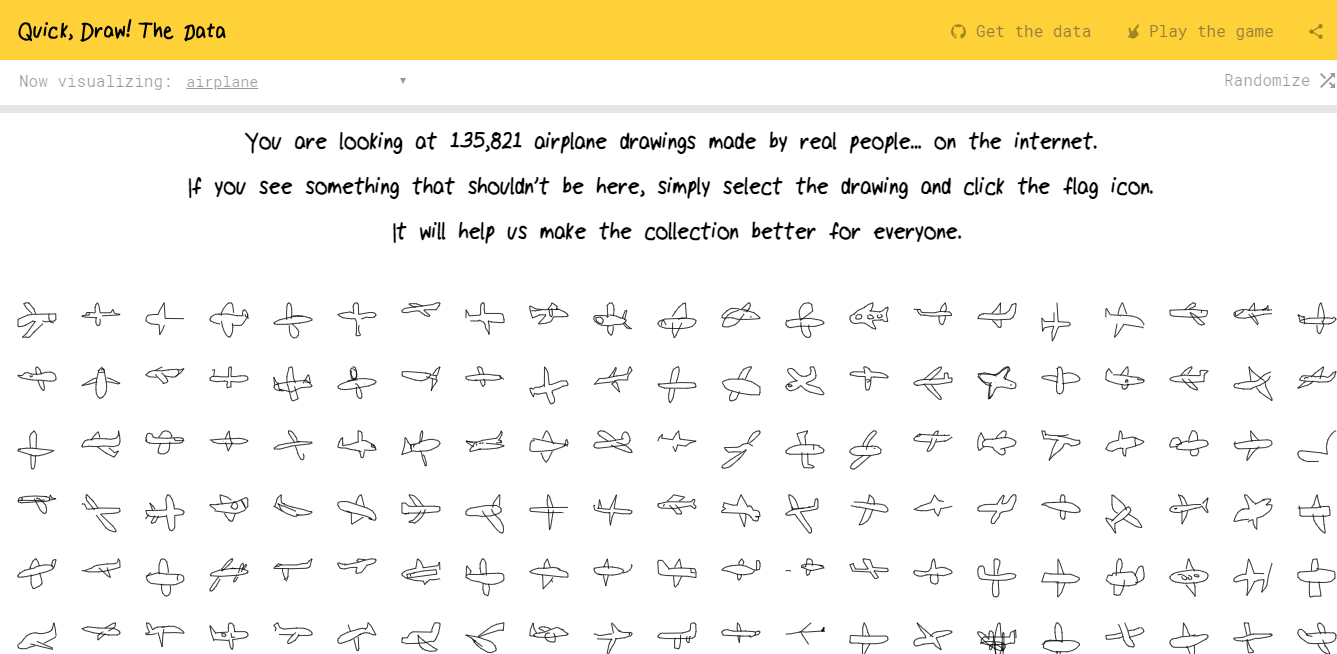 Quick, Draw! The Data
Get the data
Play the game
Now visualizing: airplane
Randomize
You are looking at 135,821 airplane drawings made by real people... on the internet.
If you see something that shouldn't be here, simply select the drawing and click the flag icon.
It will help us make the collection better for everyone.